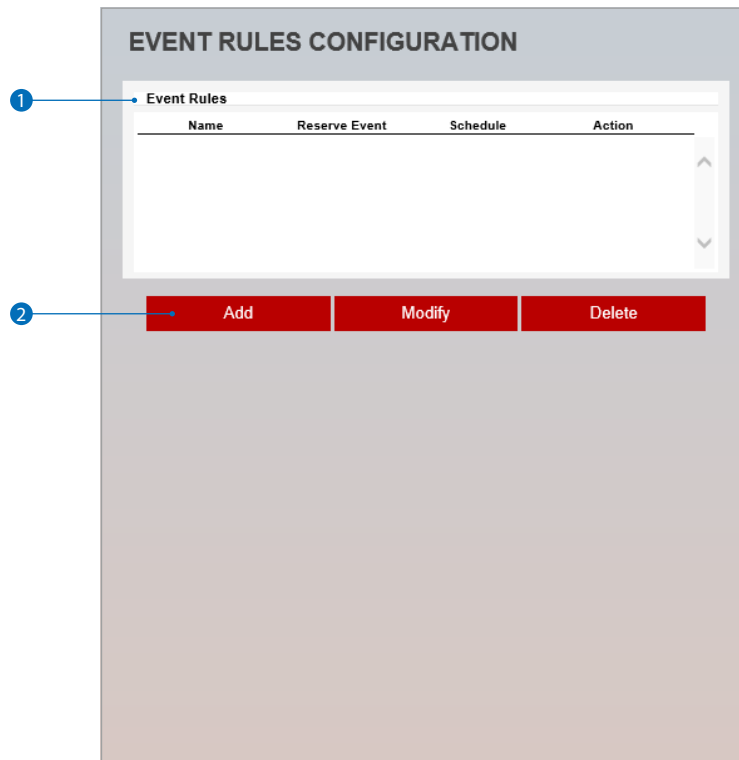 EVENT RULES CONFIGURATION
1 Event Rules
Name Reserve Event Schedule Action
2 Add Modify Delete